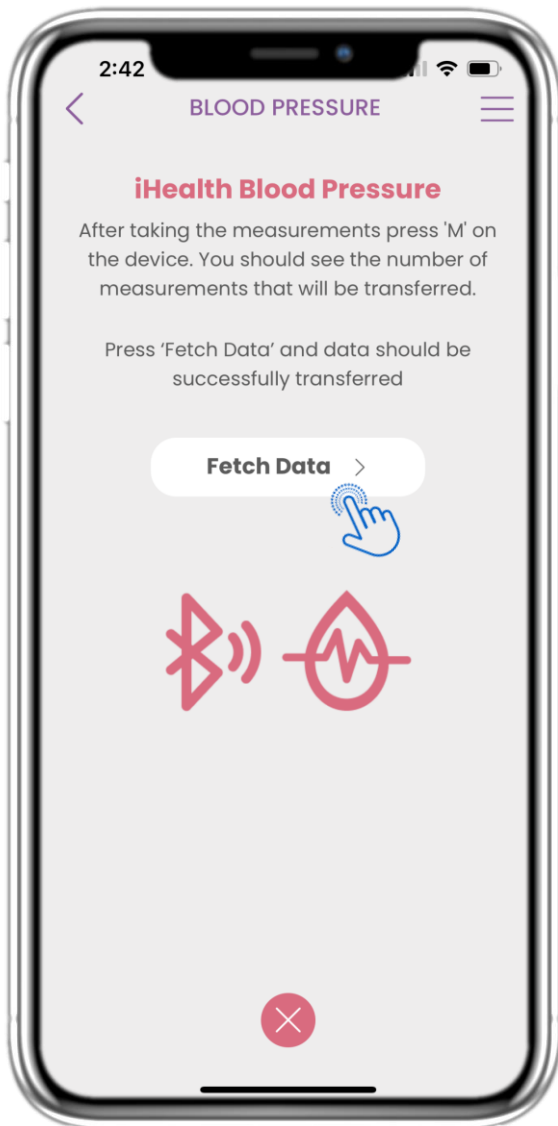 2:42
BLOOD PRESSURE
iHealth Blood Pressure
After taking the measurements press 'M' on
the device. You should see the number of
measurements that will be transferred.
Press ‘Fetch Data’ and data should be
successfully transferred
Fetch Data